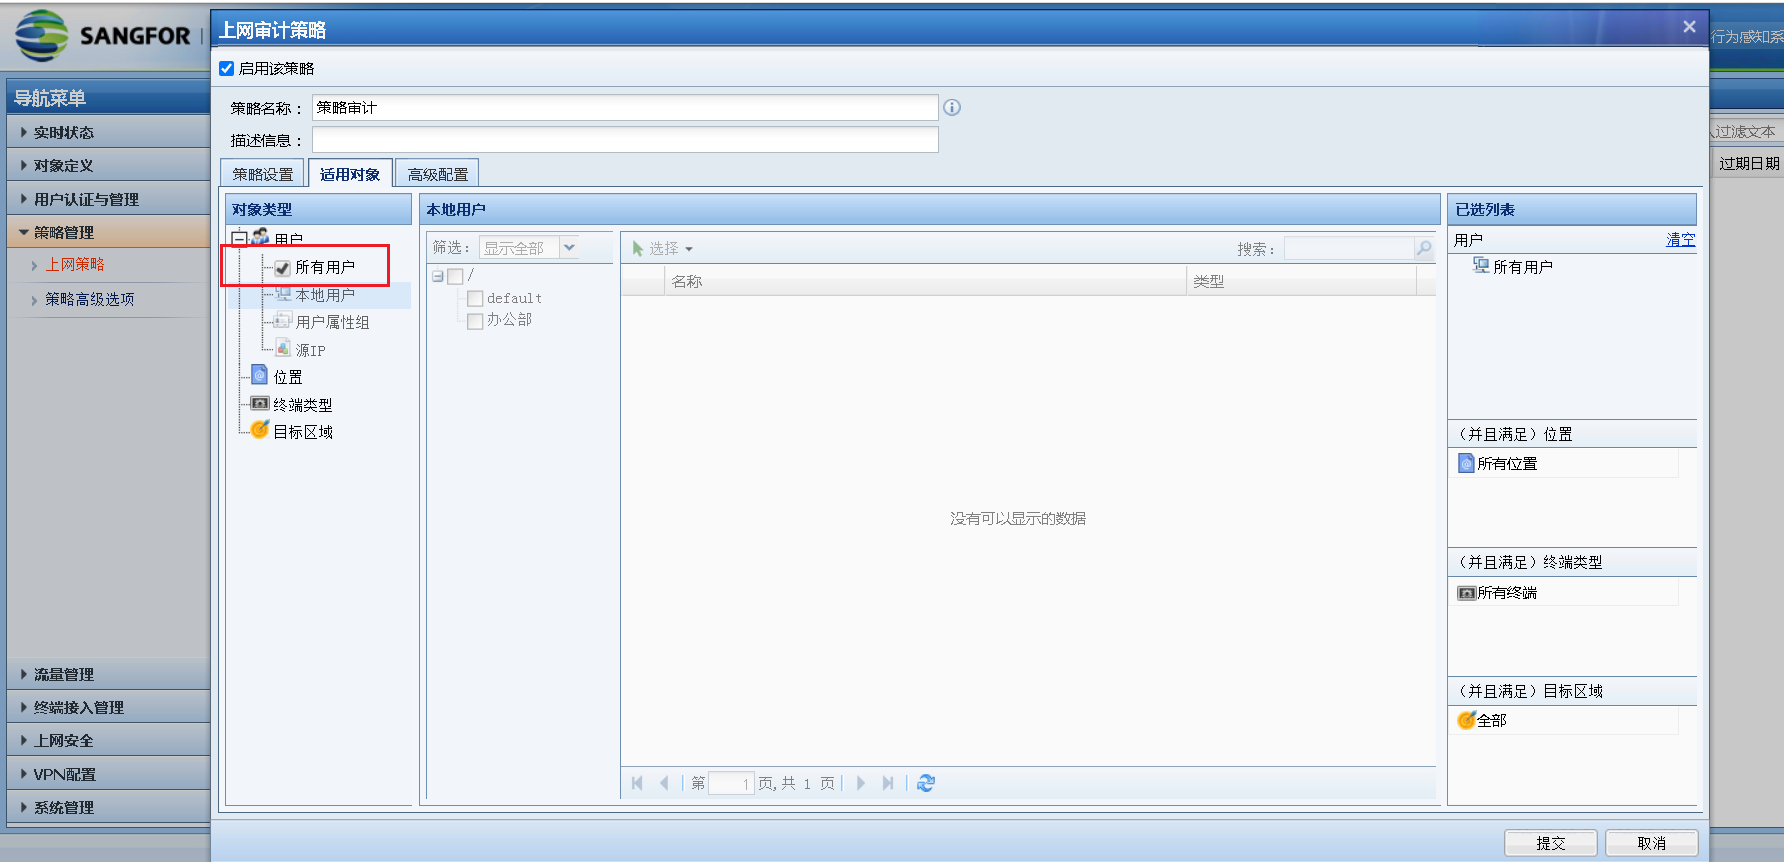 SANGFOR
上网审计策略
行为感知系
启用该策略
导航菜单
实时状态
对象定义
用户认证与管理
策略管理
上网策略
策略高级选项
流量管理
终端接入管理
上网安全
VPN配置
系统管理
策略名称：
策略审计
描述信息：
策略设置
适用对象
高级配置
对象类型
用户
所有用户
本地用户
用户属性组
源IP
位置
终端类型
目标区域
本地用户
筛选：
显示全部
/
default
办公部
选择
搜索：
名称
类型
没有可以显示的数据
第 1 页,共 1 页
已选列表
用户
清空
所有用户
（并且满足）位置
所有位置
（并且满足）终端类型
所有终端
（并且满足）目标区域
全部
过滤文本
过期日期
提交
取消